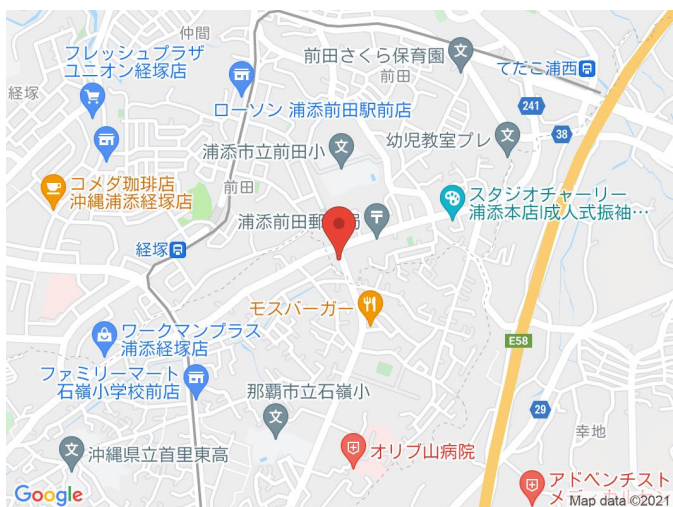 仲間
フレッシュプラザ
ユニオン経塚店
前田さくら保育園
前田
てだこ浦西
経塚
ローソン 浦添前田駅前店
241
38
浦添市立前田小
幼児教室プレ
コメダ珈琲店
沖縄浦添経塚店
前田
スタジオチャーリー
浦添本店|成人式振袖…
浦添前田郵 局
経塚
モスバーガー
ワークマンプラス
浦添経塚店
E58
ファミリーマート
石嶺小学校前店
那覇市立石嶺小
29
幸地
沖縄県立首里東高
オリブ山病院
アドベンチスト
Google
Map data ©2021